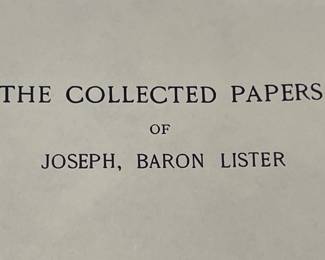 THE COLLECTED PAPERS
OF
JOSEPH, BARON LISTER